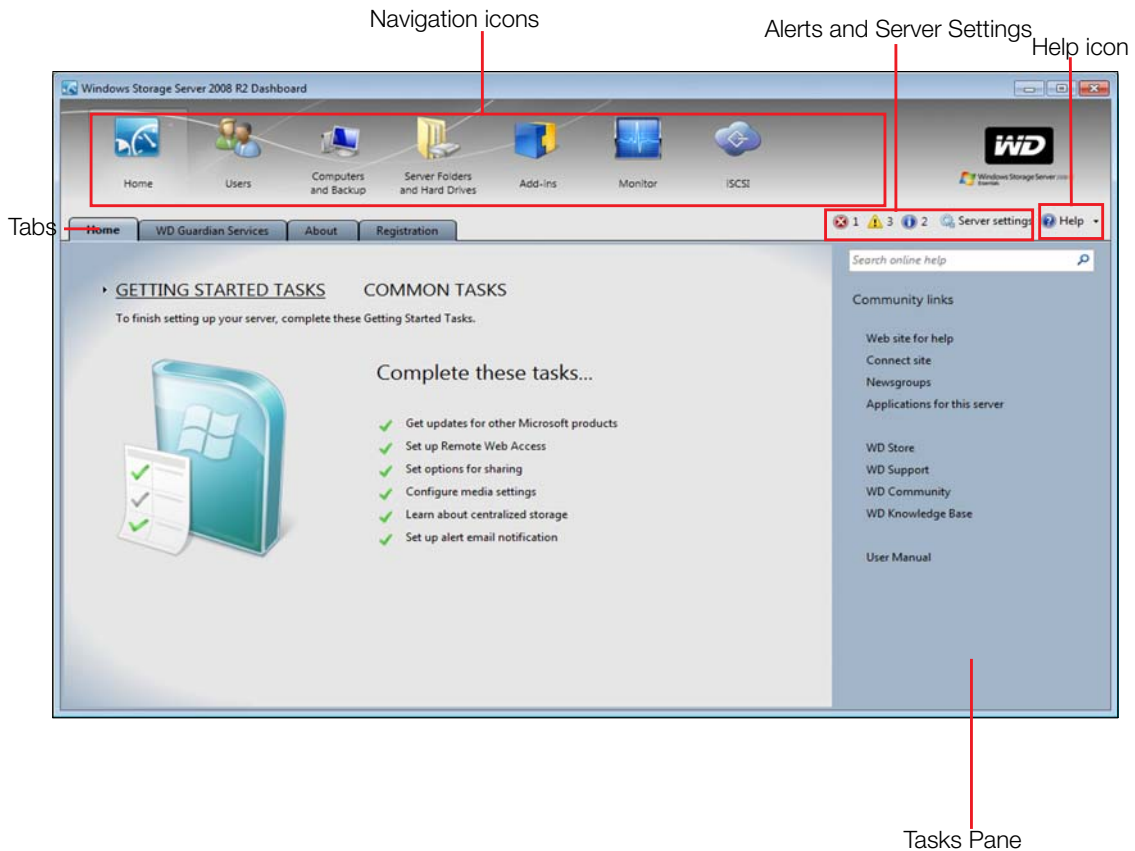 Navigation icons
Alerts and Server Settings
Help icon
Windows Storage Server 2008 R2 Dashboard
Home
Users
Computers and Backup
Server Folders and Hard Drives
Add-Ins
Monitor
iSCSI
WD
Windows Storage Server 2008
Essentials
Tabs
Home
WD Guardian Services
About
Registration
1
3
2
Server settings
Help
Search online help
GETTING STARTED TASKS
COMMON TASKS
To finish setting up your server, complete these Getting Started Tasks.
Complete these tasks...
Get updates for other Microsoft products
Set up Remote Web Access
Set options for sharing
Configure media settings
Learn about centralized storage
Set up alert email notification
Community links
Web site for help
Connect site
Newsgroups
Applications for this server
WD Store
WD Support
WD Community
WD Knowledge Base
User Manual
Tasks Pane